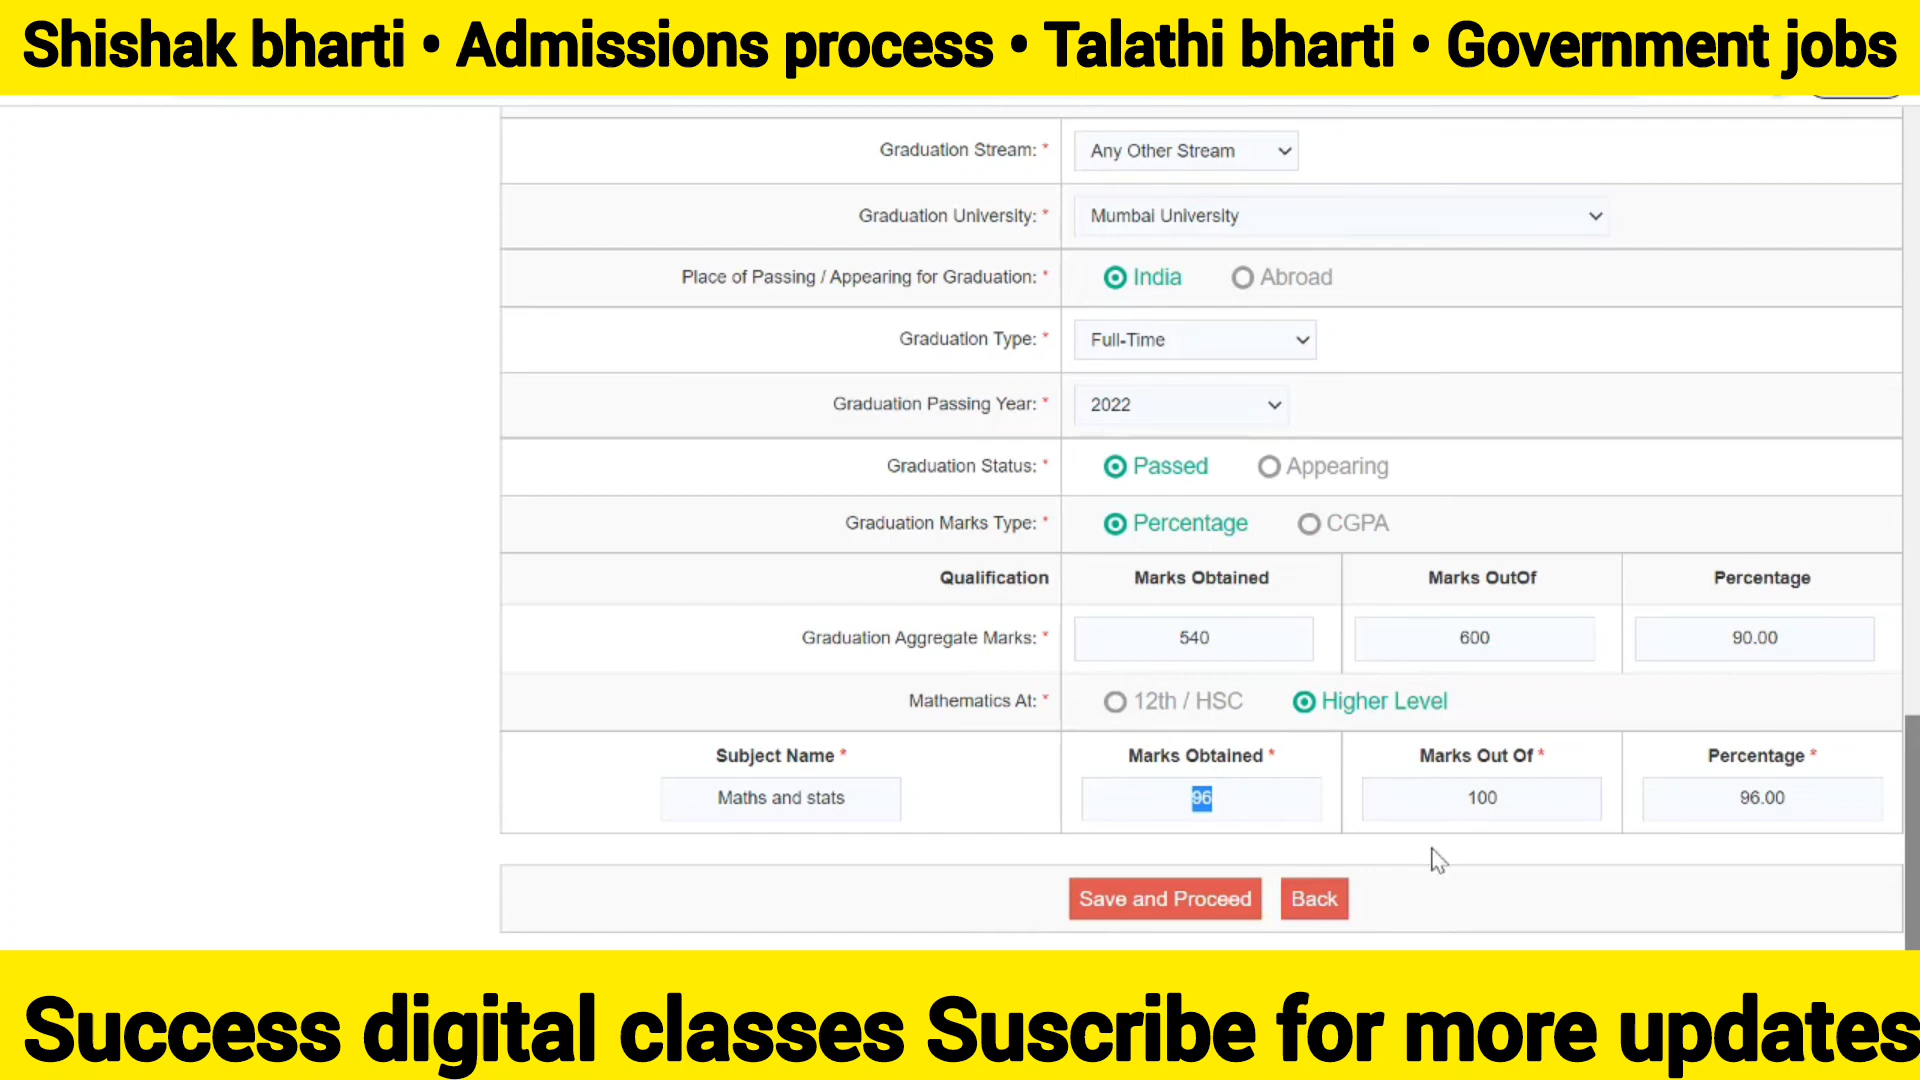 Shishak bharti • Admissions process • Talathi bharti • Government jobs
Graduation Stream: * Any Other Stream
Graduation University: * Mumbai University
Place of Passing / Appearing for Graduation: * India Abroad
Graduation Type: * Full-Time
Graduation Passing Year: * 2022
Graduation Status: * Passed Appearing
Graduation Marks Type: * Percentage CGPA
Qualification Marks Obtained Marks OutOf Percentage
Graduation Aggregate Marks: * 540 600 90.00
Mathematics At: * 12th / HSC Higher Level
Subject Name * Marks Obtained * Marks Out Of * Percentage *
Maths and stats 96 100 96.00
Save and Proceed Back
Success digital classes Suscribe for more updates